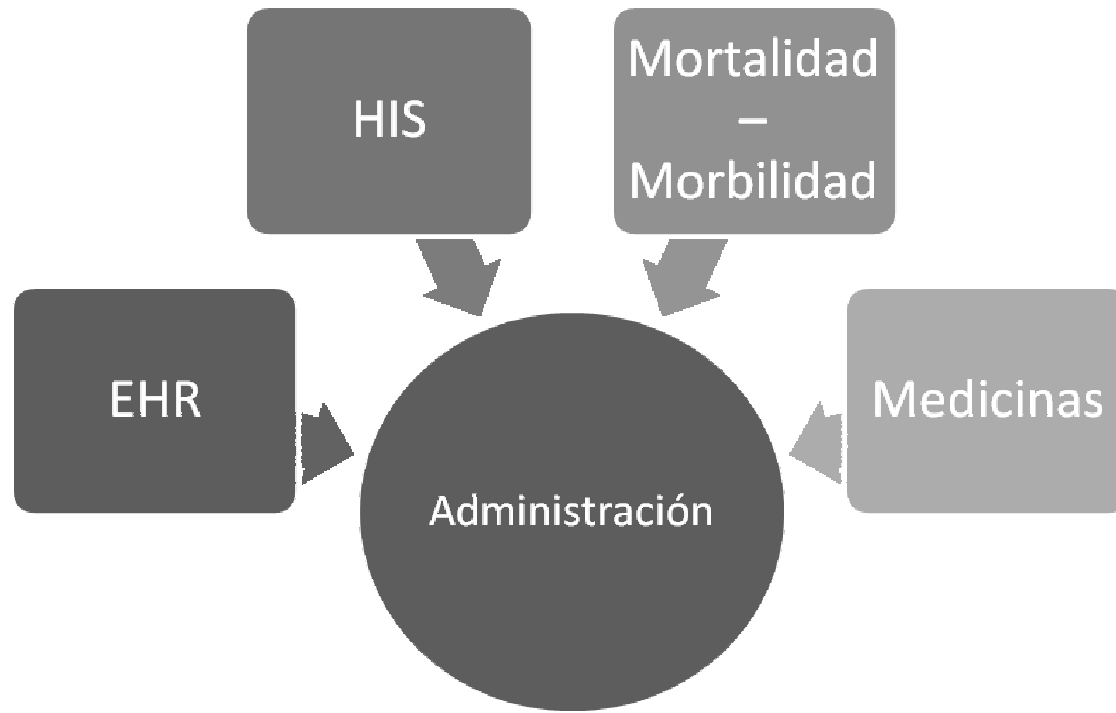 HIS
Mortalidad
–
Morbilidad
EHR
Medicinas
Administración